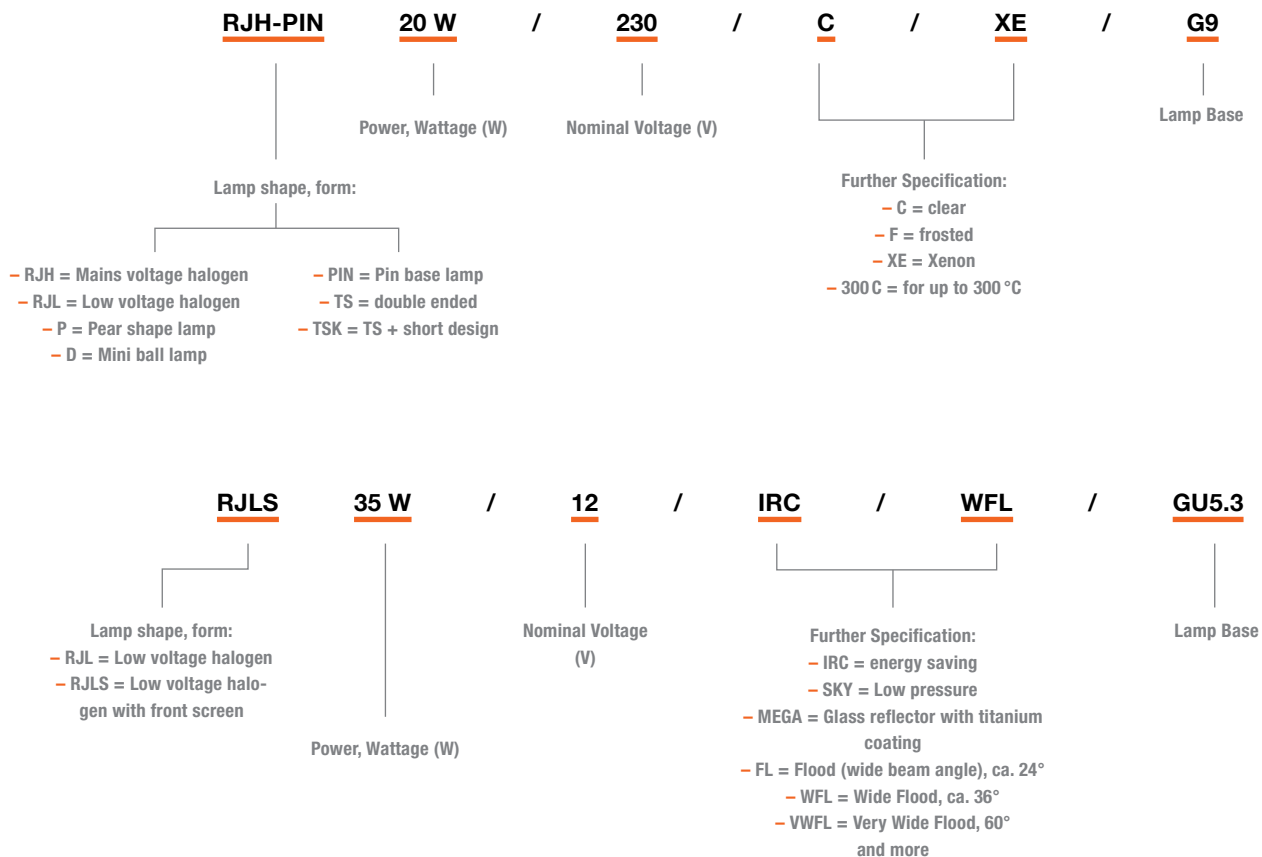 RJH-PIN 20 W / 230 / C / XE / G9
Power, Wattage (W)
Nominal Voltage (V)
Lamp Base
Lamp shape, form:
– RJH = Mains voltage halogen
– RJL = Low voltage halogen
– P = Pear shape lamp
– D = Mini ball lamp
– PIN = Pin base lamp
– TS = double ended
– TSK = TS + short design
Further Specification:
– C = clear
– F = frosted
– XE = Xenon
– 300 C = for up to 300 °C
RJLS 35 W / 12 / IRC / WFL / GU5.3
Lamp shape, form:
– RJL = Low voltage halogen
– RJLS = Low voltage halo-
gen with front screen
Power, Wattage (W)
Nominal Voltage
(V)
Further Specification:
– IRC = energy saving
– SKY = Low pressure
– MEGA = Glass reflector with titanium
coating
– FL = Flood (wide beam angle), ca. 24°
– WFL = Wide Flood, ca. 36°
– VWFL = Very Wide Flood, 60°
and more
Lamp Base